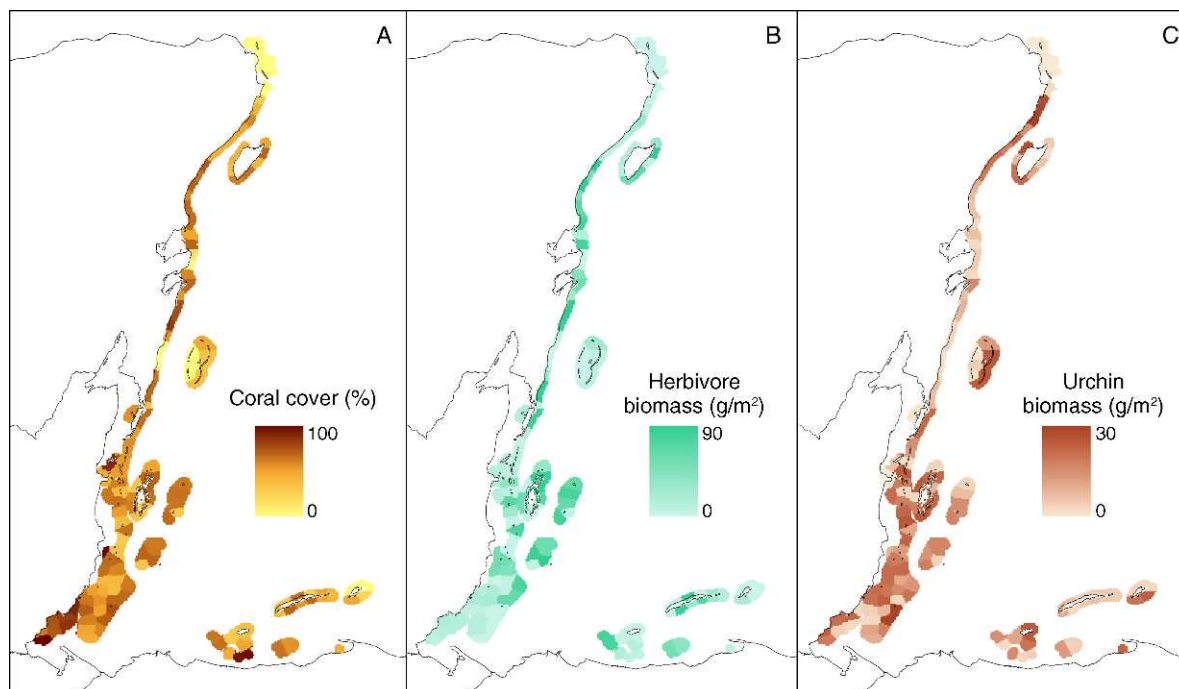 A
B
C
Coral cover (%)
100
0
Herbivore
biomass (g/m²)
90
0
Urchin
biomass (g/m²)
30
0